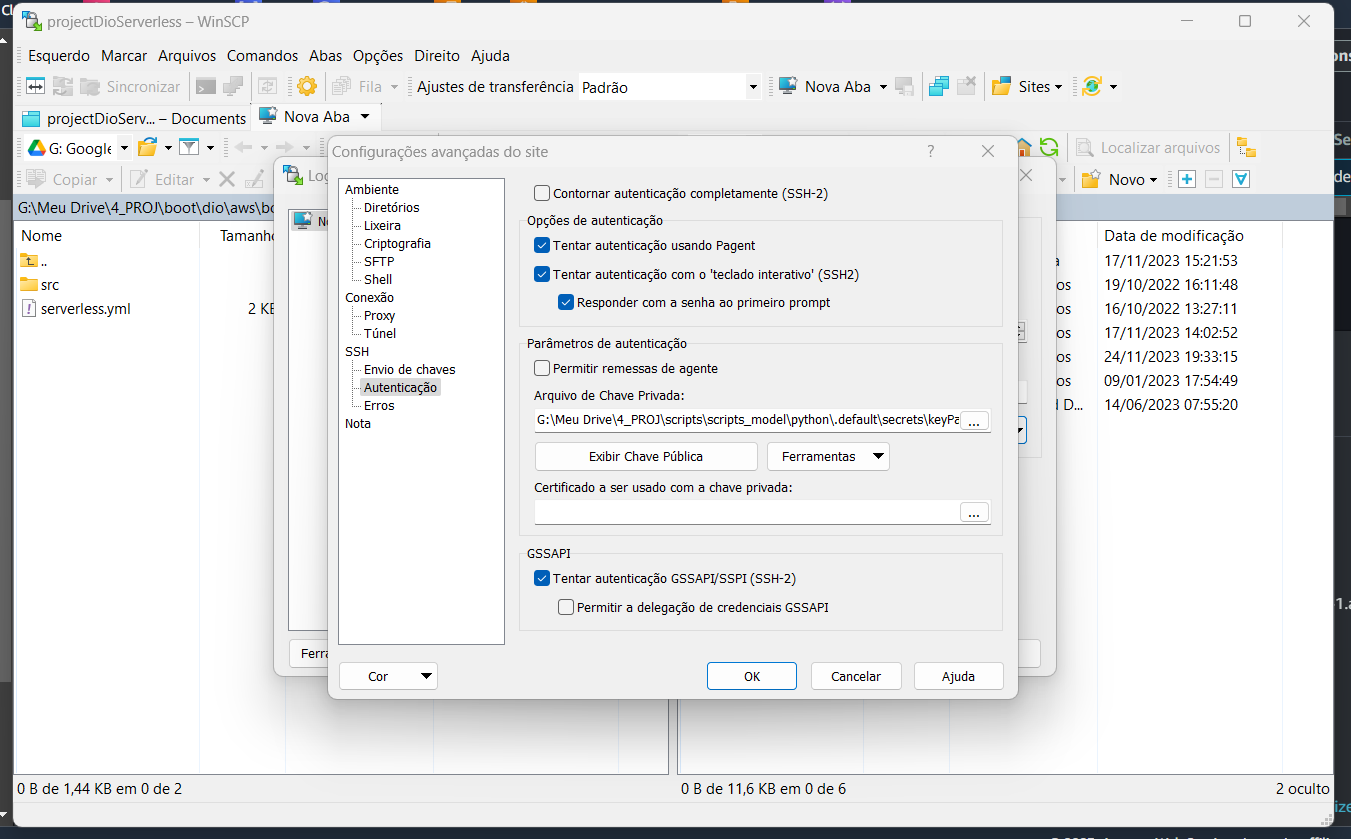 projectDioServerless – WinSCP
Esquerdo Marcar Arquivos Comandos Abas Opções Direito Ajuda
Sincronizar Fila Ajustes de transferência Padrão Nova Aba Sites
projectDioServ... – Documents Nova Aba
G: Google Localizar arquivos
Copiar Editar Novo
G:\Meu Drive\4_PROJ\boot\dio\aws\bo
Nome Tamanho
..
src
serverless.yml 2 KB
Configurações avançadas do site
Ambiente
Diretórios
Lixeira
Criptografia
SFTP
Shell
Conexão
Proxy
Túnel
SSH
Envio de chaves
Autenticação
Erros
Nota
Contornar autenticação completamente (SSH-2)
Opções de autenticação
Tentar autenticação usando Pagent
Tentar autenticação com o 'teclado interativo' (SSH2)
Responder com a senha ao primeiro prompt
Parâmetros de autenticação
Permitir remessas de agente
Arquivo de Chave Privada:
G:\Meu Drive\4_PROJ\scripts\scripts_model\python\.default\secrets\keyPa
...
Exibir Chave Pública Ferramentas
Certificado a ser usado com a chave privada:
...
GSSAPI
Tentar autenticação GSSAPI/SSPI (SSH-2)
Permitir a delegação de credenciais GSSAPI
Cor OK Cancelar Ajuda
Data de modificação
17/11/2023 15:21:53
os 19/10/2022 16:11:48
os 16/10/2022 13:27:11
os 17/11/2023 14:02:52
os 24/11/2023 19:33:15
os 09/01/2023 17:54:49
D... 14/06/2023 07:55:20
0 B de 1,44 KB em 0 de 2
0 B de 11,6 KB em 0 de 6
2 oculto